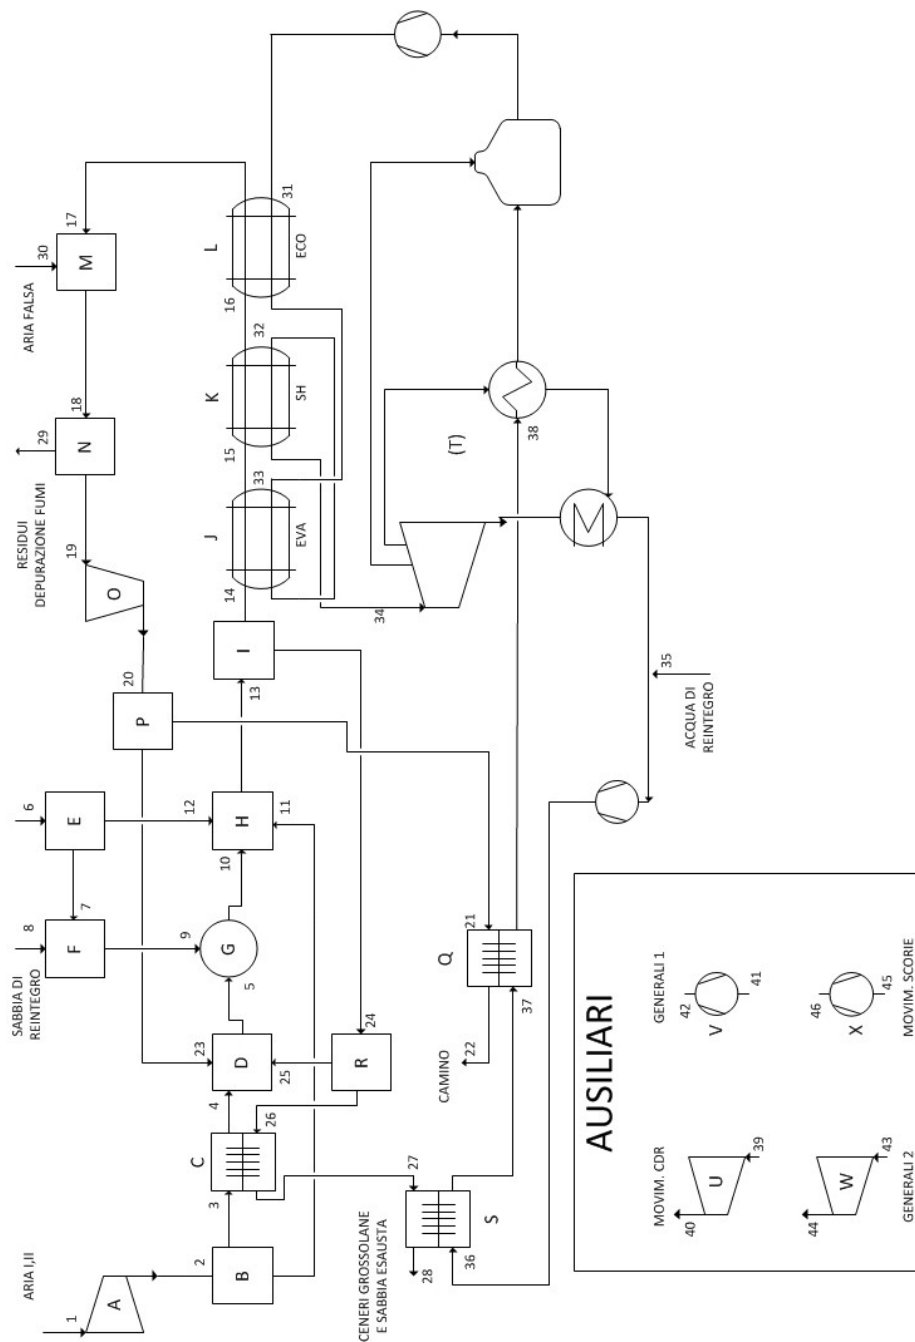 ARIA I,II
1
A
2
B
3
C
4
D
5
6
E
7
8
SABBIA DI
REINTEGRO
F
9
G
10
H
11
12
13
I
14
J
EVA
33
15
K
SH
32
16
L
ECO
31
17
M
30
ARIA FALSA
18
N
29
RESIDUI
DEPURAZIONE FUMI
19
O
20
P
23
21
Q
22
CAMINO
24
R
25
26
27
S
28
CENERI GROSSOLANE
E SABBIA ESAUSTA
36
37
38
(T)
34
35
ACQUA DI
REINTEGRO
AUSILIARI
MOVIM. CDR
40
U
39
GENERALI 1
42
V
41
44
W
43
GENERALI 2
46
X
45
MOVIM. SCORIE